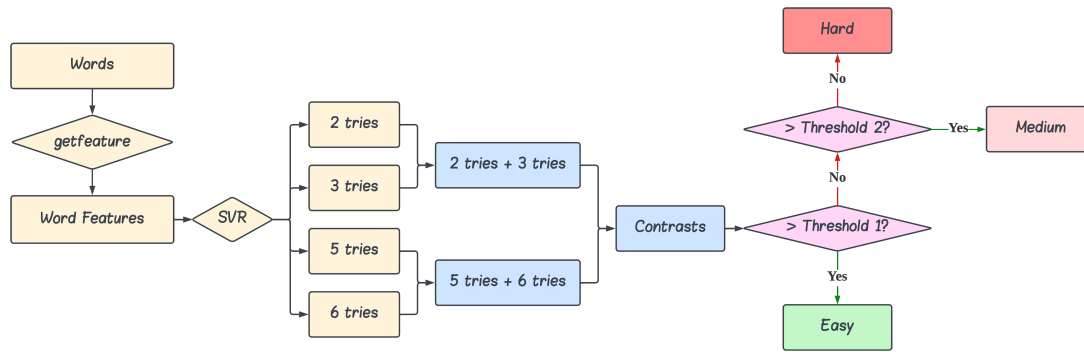 Words
getfeature
Word Features
SVR
2 tries
3 tries
5 tries
6 tries
2 tries + 3 tries
5 tries + 6 tries
Contrasts
> Threshold 1?
Yes
Easy
No
> Threshold 2?
Yes
Medium
No
Hard